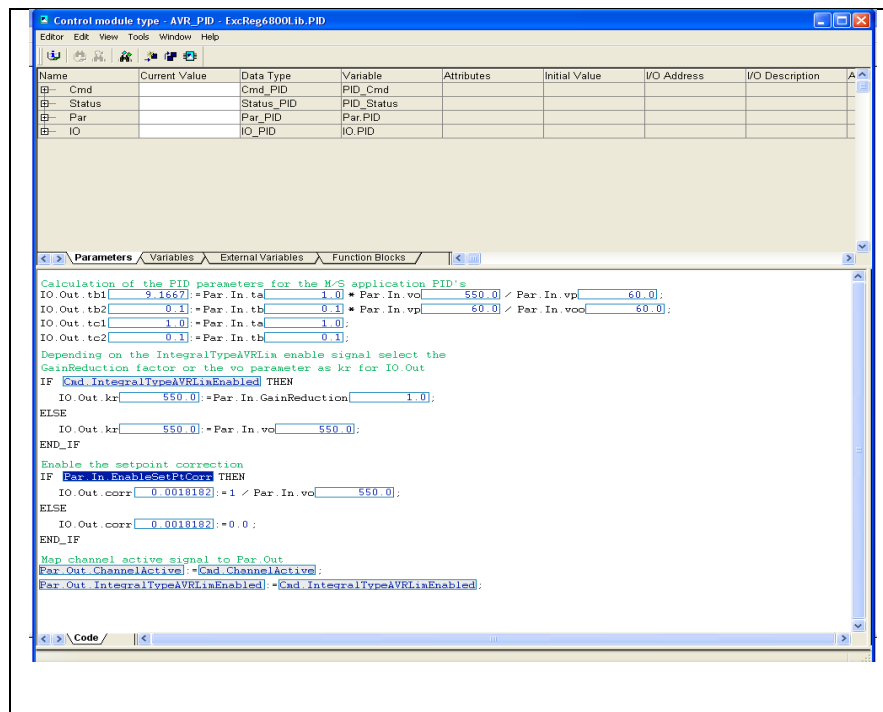 Control module type - AVR_PID - ExcReg6800Lib.PID
Editor Edit View Tools Window Help
Name Current Value Data Type Variable Attributes Initial Value I/O Address I/O Description A
Cmd Cmd_PID PID_Cmd
Status Status_PID PID_Status
Par Par_PID Par.PID
IO IO_PID IO.PID
Parameters Variables External Variables Function Blocks
Calculation of the PID parameters for the M/S application PID's
IO.Out.tb1 9.1667:=Par.In.ta 1.0 * Par.In.vo 550.0 / Par.In.vp 60.0;
IO.Out.tb2 0.1:=Par.In.tb 0.1 * Par.In.vp 60.0 / Par.In.voo 60.0;
IO.Out.tc1 1.0:=Par.In.ta 1.0;
IO.Out.tc2 0.1:=Par.In.tb 0.1;
Depending on the IntegralTypeAVRLim enable signal select the
GainReduction factor or the vo parameter as kr for IO.Out
IF Cmd.IntegralTypeAVRLimEnabled THEN
IO.Out.kr 550.0:=Par.In.GainReduction 1.0;
ELSE
IO.Out.kr 550.0:=Par.In.vo 550.0;
END_IF
Enable the setpoint correction
IF Par.In.EnableSetPtCorr THEN
IO.Out.corr 0.0018182:=1 / Par.In.vo 550.0;
ELSE
IO.Out.corr 0.0018182:=0.0;
END_IF
Map channel active signal to Par Out
Par.Out.ChannelActive:=Cmd.ChannelActive;
Par.Out.IntegralTypeAVRLimEnabled:=Cmd.IntegralTypeAVRLimEnabled;
Code